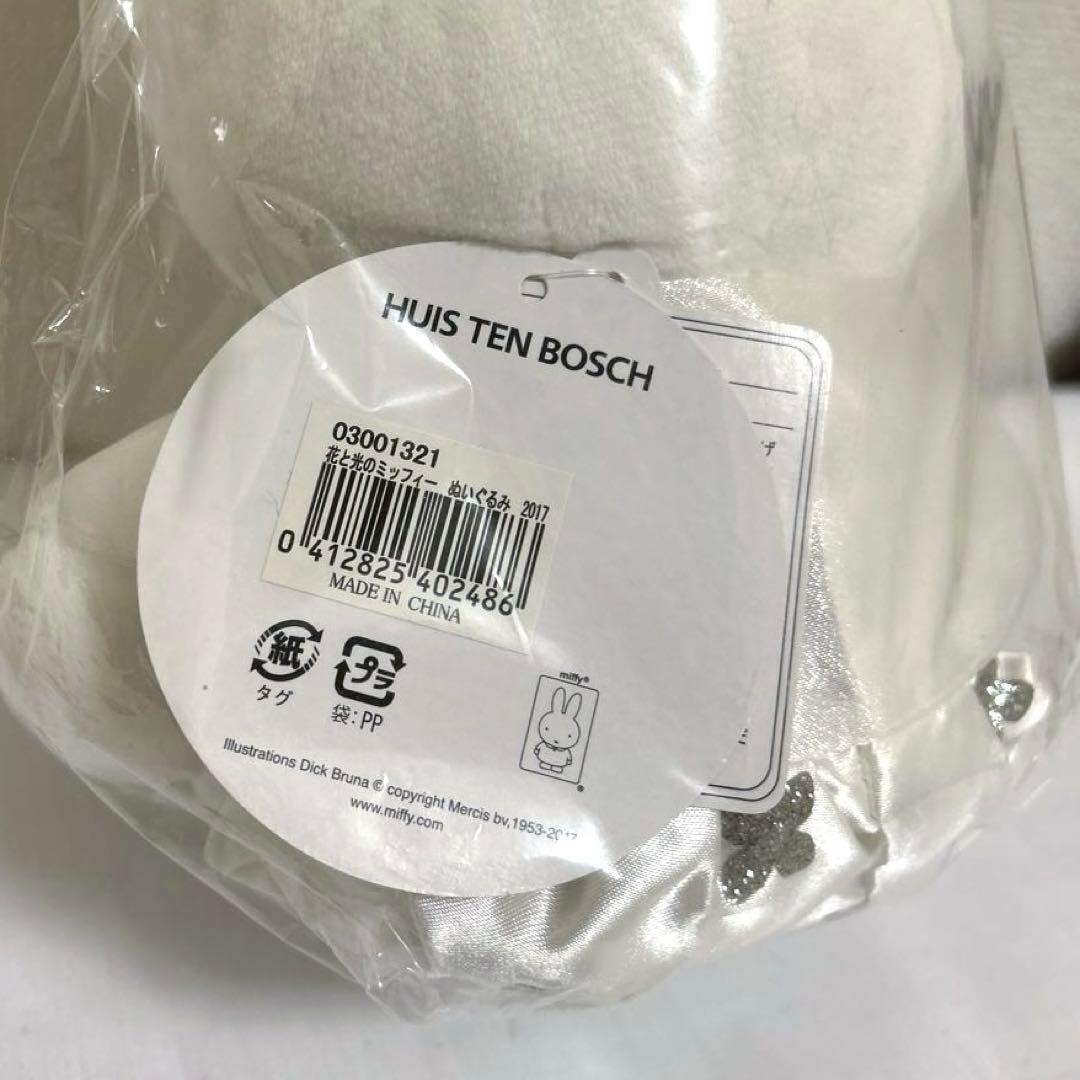 HUIS TEN BOSCH
03001321
花と光のミッフィー ぬいぐるみ 2017
0 412825 402486
MADE IN CHINA
紙
タグ
プラ
袋:PP
miffy®
Illustrations Dick Bruna © copyright Mercis bv,1953-2017
www.miffy.com